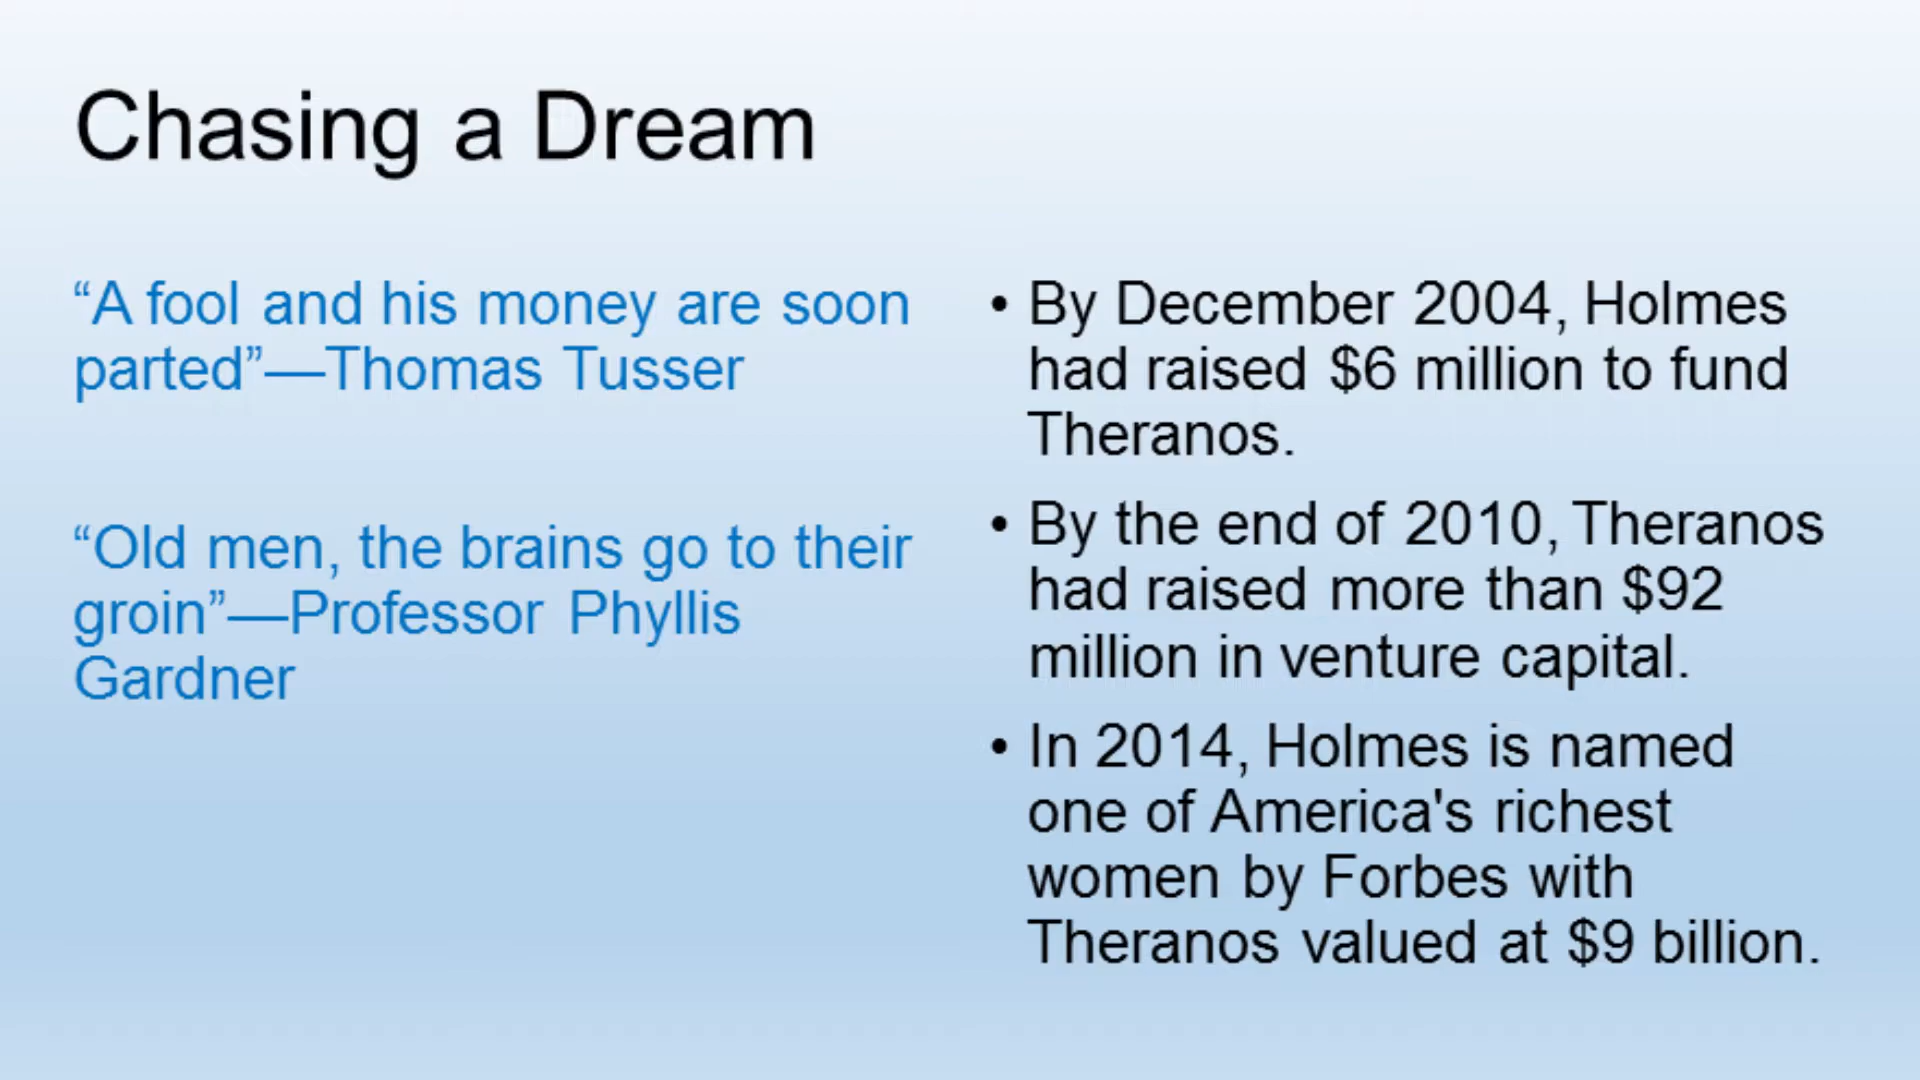 Chasing a Dream
“A fool and his money are soon
parted”—Thomas Tusser
“Old men, the brains go to their
groin”—Professor Phyllis
Gardner
• By December 2004, Holmes
had raised $6 million to fund
Theranos.
• By the end of 2010, Theranos
had raised more than $92
million in venture capital.
• In 2014, Holmes is named
one of America's richest
women by Forbes with
Theranos valued at $9 billion.